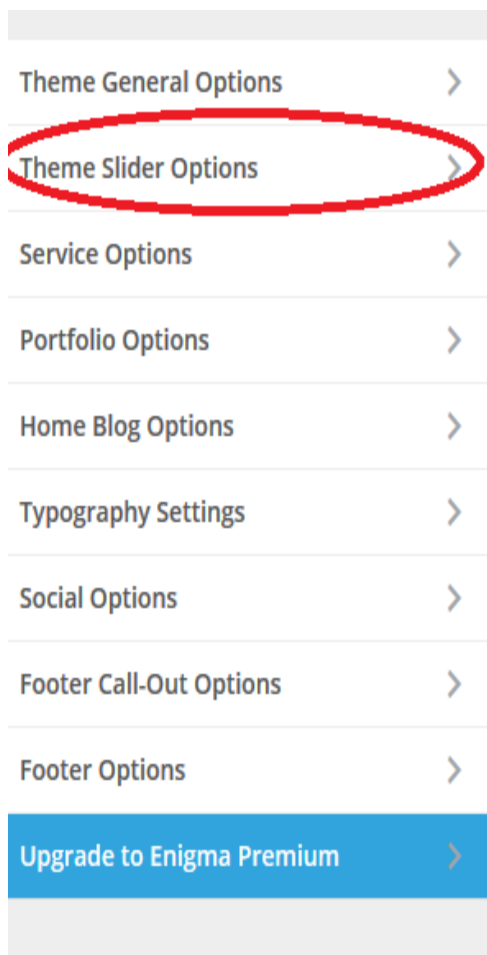 Theme General Options
Theme Slider Options
Service Options
Portfolio Options
Home Blog Options
Typography Settings
Social Options
Footer Call-Out Options
Footer Options
Upgrade to Enigma Premium